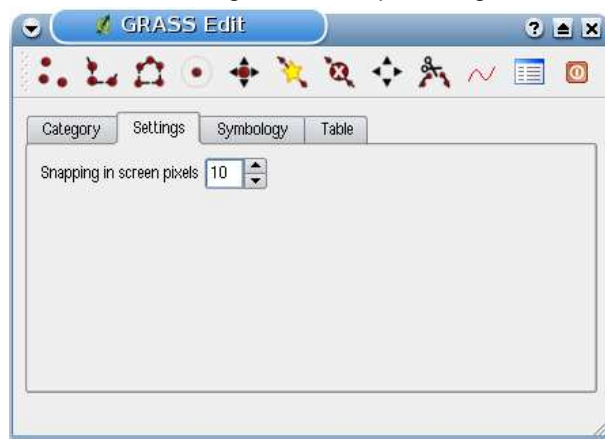 GRASS Edit
Category Settings Symbology Table
Snapping in screen pixels 10